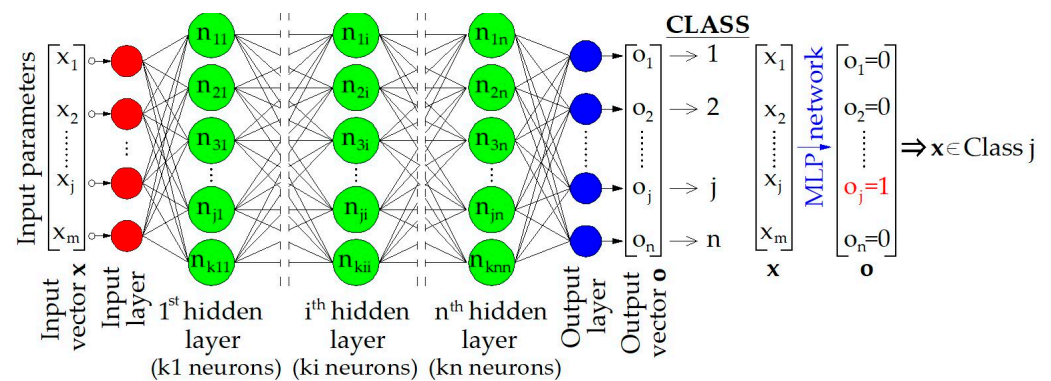 Input parameters
x1
x2
xj
xm
Input vector x
Input layer
n11
n21
n31
nj1
nk11
1st hidden
layer
(k1 neurons)
n1i
n2i
n3i
nji
nkii
ith hidden
layer
(ki neurons)
n1n
n2n
n3n
njn
nknn
nth hidden
layer
(kn neurons)
Output
layer
o1
o2
oj
on
Output
vector o
CLASS
1
2
j
n
x1
x2
xj
xm
x
MLP network
o1=0
o2=0
oj=1
on=0
o
⇒ x∈Class j